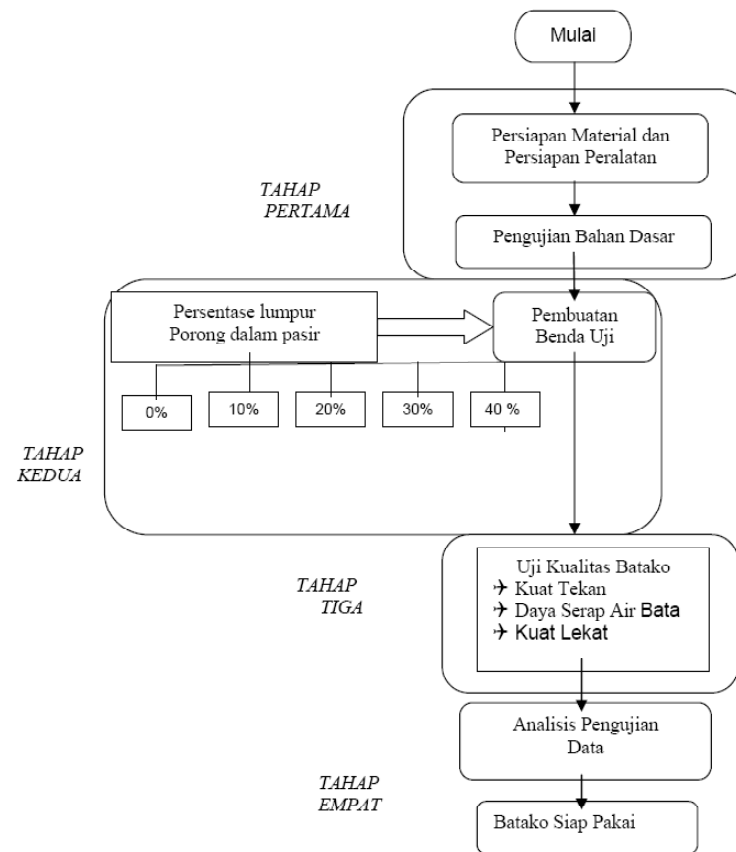 Mulai
Persiapan Material dan
Persiapan Peralatan
TAHAP
PERTAMA
Pengujian Bahan Dasar
Persentase lumpur
Porong dalam pasir
Pembuatan
Benda Uji
0%
10%
20%
30%
40 %
TAHAP
KEDUA
Uji Kualitas Batako
✈ Kuat Tekan
✈ Daya Serap Air Bata
✈ Kuat Lekat
TAHAP
TIGA
Analisis Pengujian
Data
TAHAP
EMPAT
Batako Siap Pakai